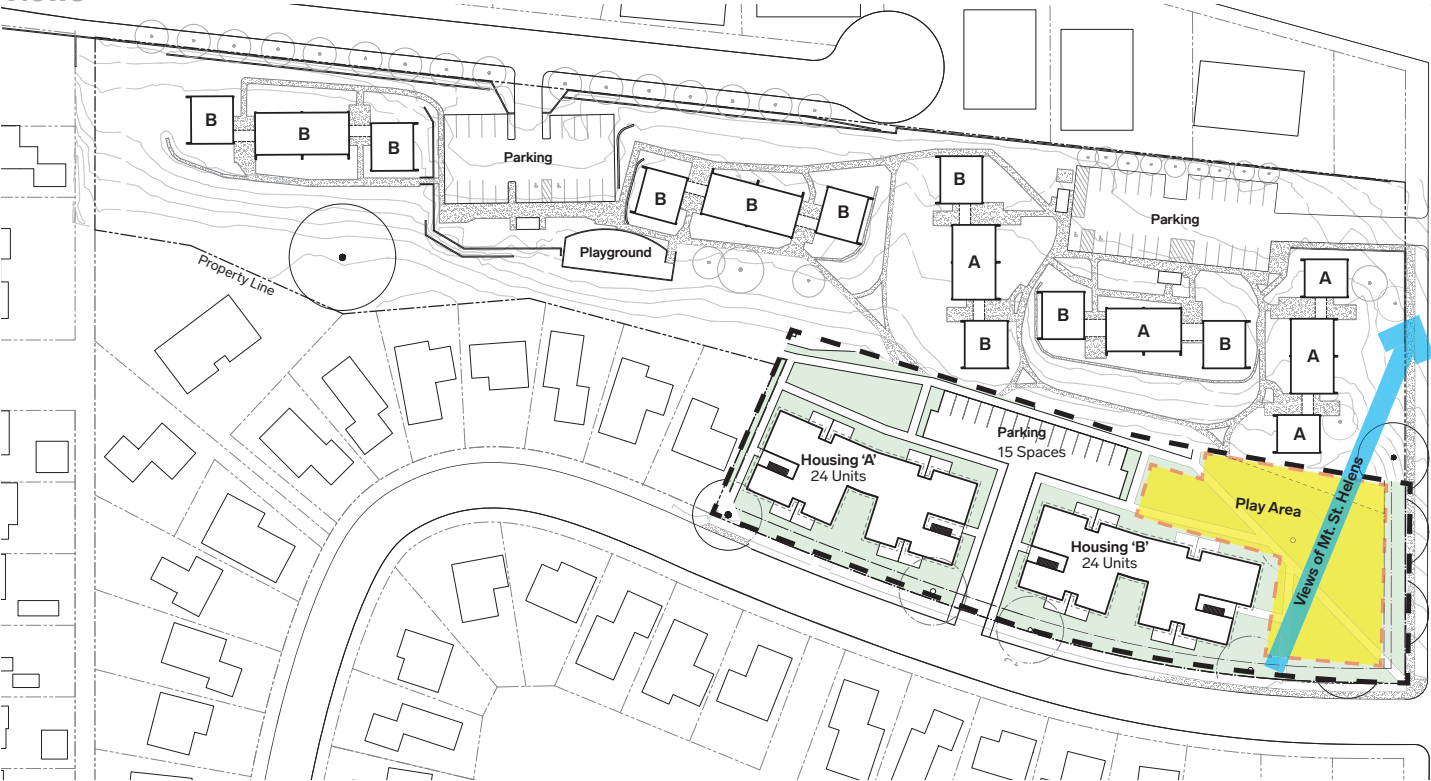 B
B
B
Parking
B
B
B
Playground
Property Line
B
A
B
Parking
B
A
B
A
A
A
Parking
15 Spaces
Housing ‘A’
24 Units
Housing ‘B’
24 Units
Play Area
Views of Mt. St. Helens